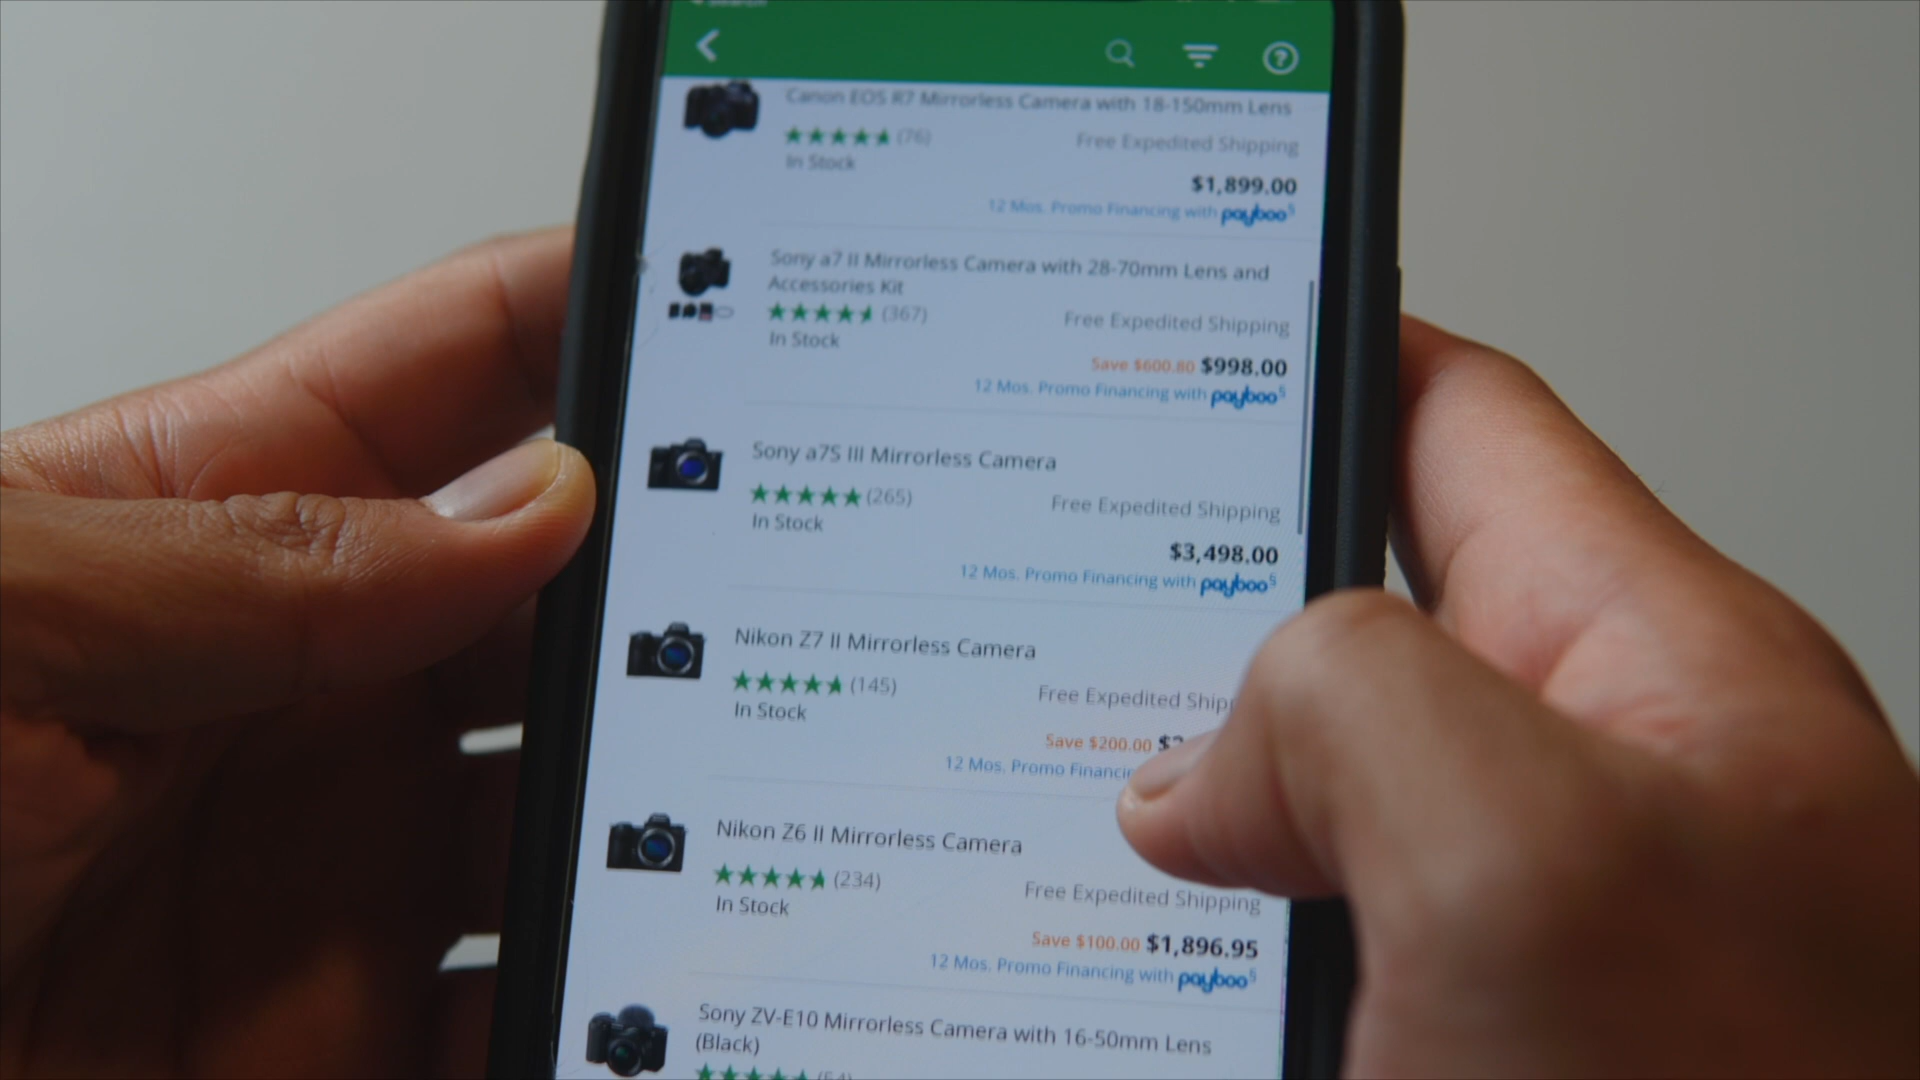 Canon EOS R7 Mirrorless Camera with 18-150mm Lens
(76)
Free Expedited Shipping
In Stock
$1,899.00
12 Mos. Promo Financing with payboo§
Sony a7 II Mirrorless Camera with 28-70mm Lens and
Accessories Kit
(367)
Free Expedited Shipping
In Stock
Save $600.80 $998.00
12 Mos. Promo Financing with payboo§
Sony a7S III Mirrorless Camera
(265)
Free Expedited Shipping
In Stock
$3,498.00
12 Mos. Promo Financing with payboo§
Nikon Z7 II Mirrorless Camera
(145)
Free Expedited
In Stock
Save $200.00
12 Mos. Promo
Nikon Z6 II Mirrorless Camera
(234)
Free Expedited Shipping
In Stock
Save $100.00 $1,896.95
12 Mos. Promo Financing with payboo§
Sony ZV-E10 Mirrorless Camera with 16-50mm Lens
(Black)